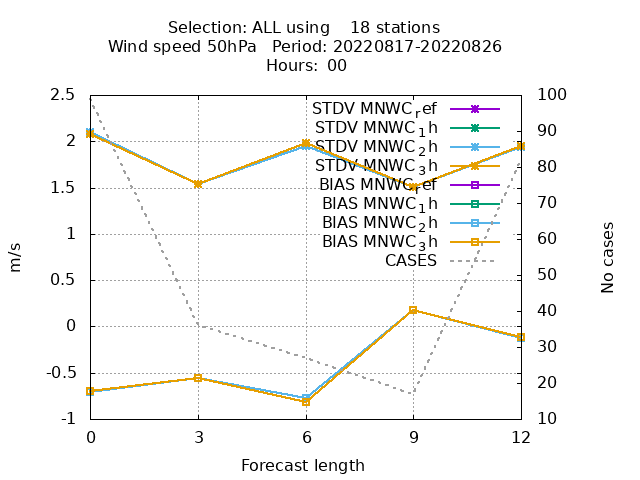 Selection: ALL using 18 stations
Wind speed 50hPa Period: 20220817-20220826
Hours: 00
2.5
2
1.5
1
0.5
0
-0.5
-1
m/s
100
90
80
70
60
50
40
30
20
10
No cases
STDV MNWC_ref
STDV MNWC_1h
STDV MNWC_2h
STDV MNWC_3h
BIAS MNWC_ref
BIAS MNWC_1h
BIAS MNWC_2h
BIAS MNWC_3h
CASES
0 3 6 9 12
Forecast length